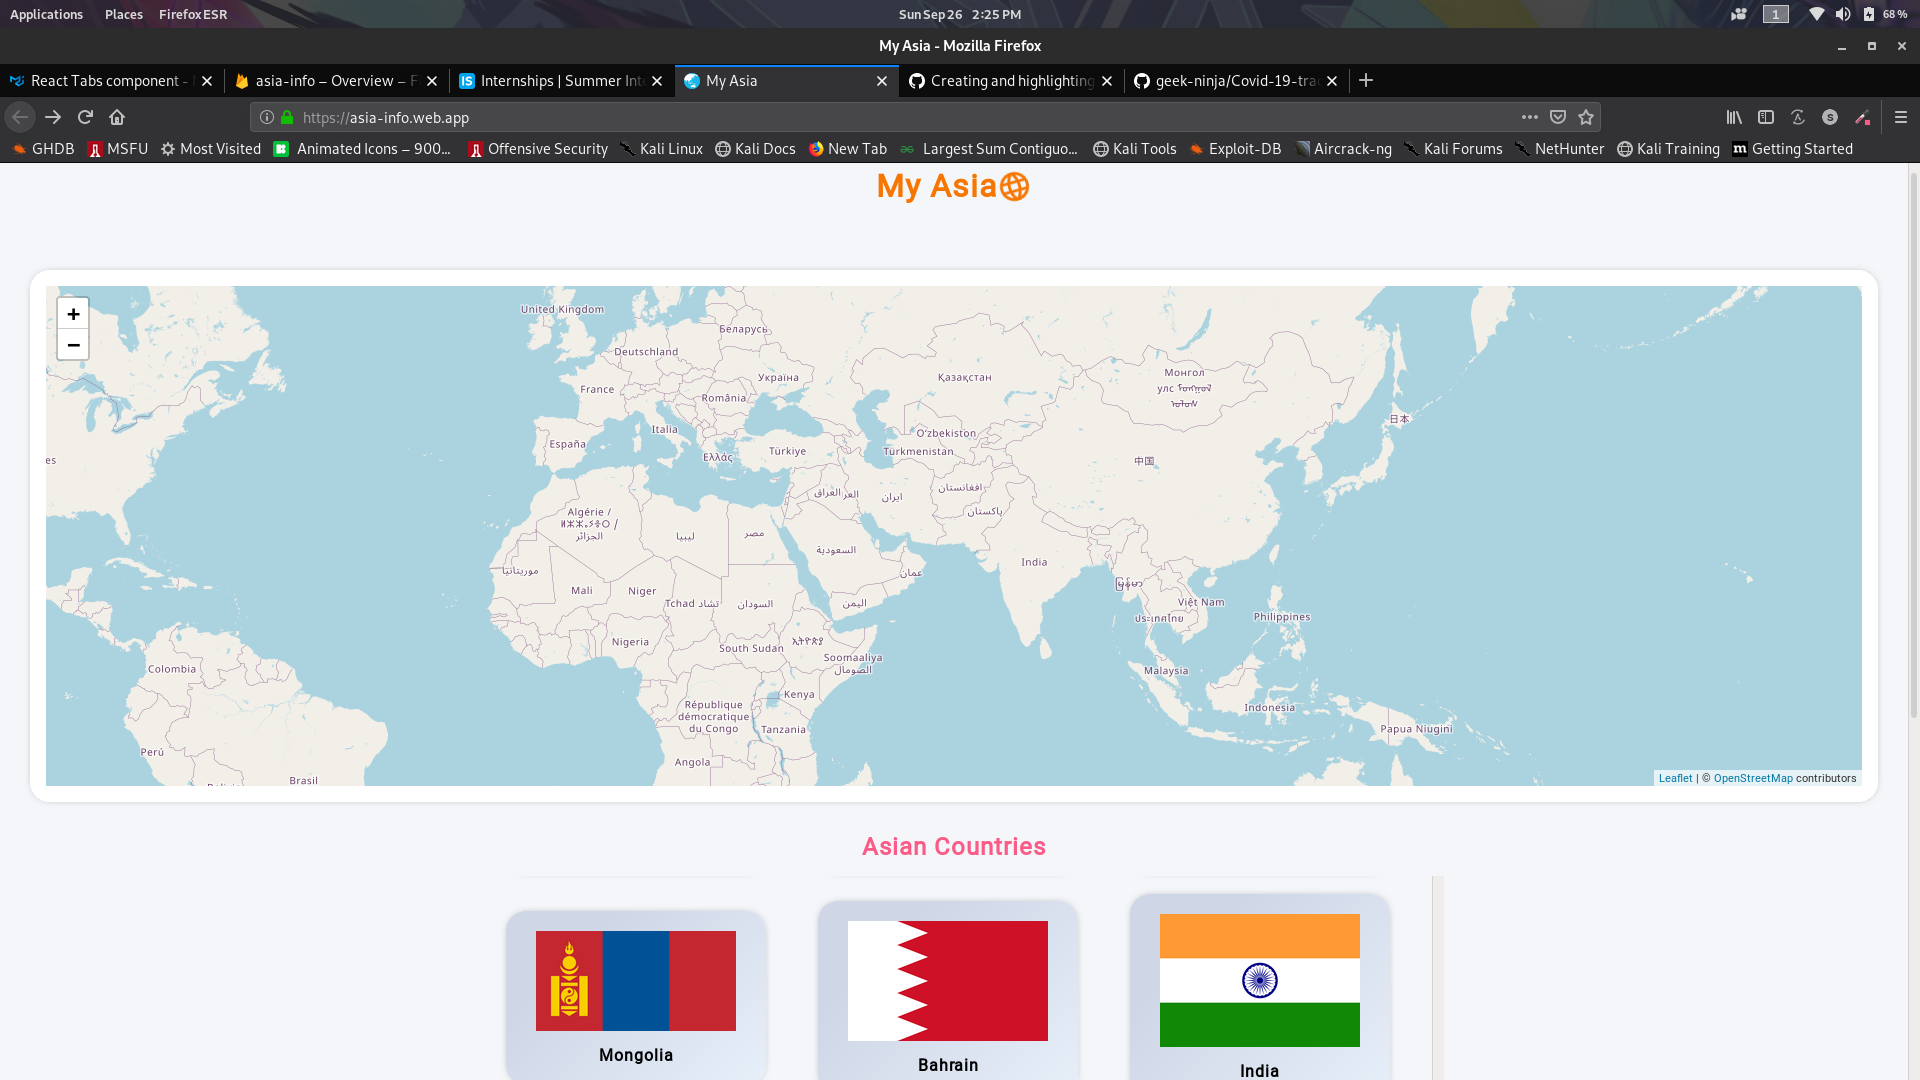 Applications Places Firefox ESR Sun Sep 26 2:25 PM 1 68 %
My Asia - Mozilla Firefox
React Tabs component - asia-info – Overview – F Internships | Summer Int My Asia Creating and highlighting geek-ninja/Covid-19-tra
https://asia-info.web.app
GHDB MSFU Most Visited Animated Icons – 900... Offensive Security Kali Linux Kali Docs New Tab Largest Sum Contiguo... Kali Tools Exploit-DB Aircrack-ng Kali Forums NetHunter Kali Training Getting Started
My Asia
+
−
United Kingdom
Беларусь
Deutschland
Монгол
улс
Україна
Қазақстан
France
România
日本
Italia
Oʻzbekiston
España
Türkiye
Türkmenistan
Ελλάς
es
中国
افغانستان
العراق
ایران
Algérie /
الجزائر
پاکستان
ليبيا
مصر
السعودية
India
موريتانيا
عمان
Mali
Niger
Tchad تشاد
السودان
اليمن
Việt Nam
ประเทศไทย
Philippines
Nigeria
South Sudan
ኢትዮጵያ
Soomaaliya
الصومال
Colombia
Malaysia
Kenya
République
démocratique
du Congo
Indonesia
Tanzania
Papua Niugini
Perú
Angola
Brasil
Leaflet | © OpenStreetMap contributors
Asian Countries
Mongolia
Bahrain
India